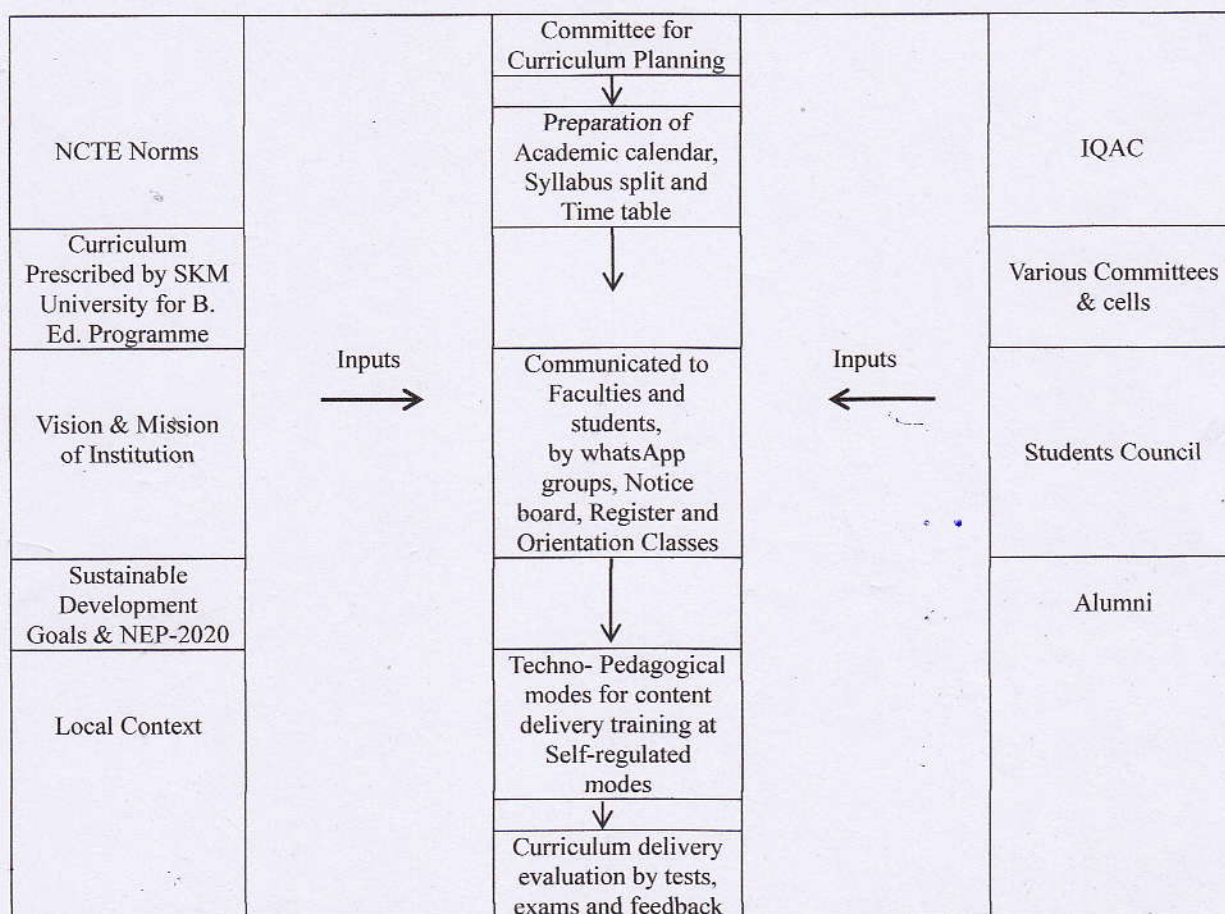 NCTE Norms
Curriculum
Prescribed by SKM
University for B.
Ed. Programme
Vision & Mission
of Institution
Sustainable
Development
Goals & NEP-2020
Local Context
Inputs
Committee for
Curriculum Planning
Preparation of
Academic calendar,
Syllabus split and
Time table
Communicated to
Faculties and
students,
by whatsApp
groups, Notice
board, Register and
Orientation Classes
Techno- Pedagogical
modes for content
delivery training at
Self-regulated
modes
Curriculum delivery
evaluation by tests,
exams and feedback
Inputs
IQAC
Various Committees
& cells
Students Council
Alumni